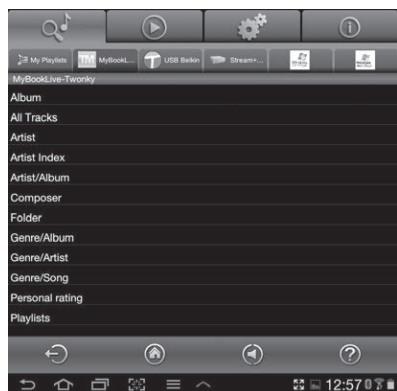 My Playlists MyBookL... USB Belkin Stream+...
MyBookLive-Twonky
Album
All Tracks
Artist
Artist Index
Artist/Album
Composer
Folder
Genre/Album
Genre/Artist
Genre/Song
Personal rating
Playlists
12:57